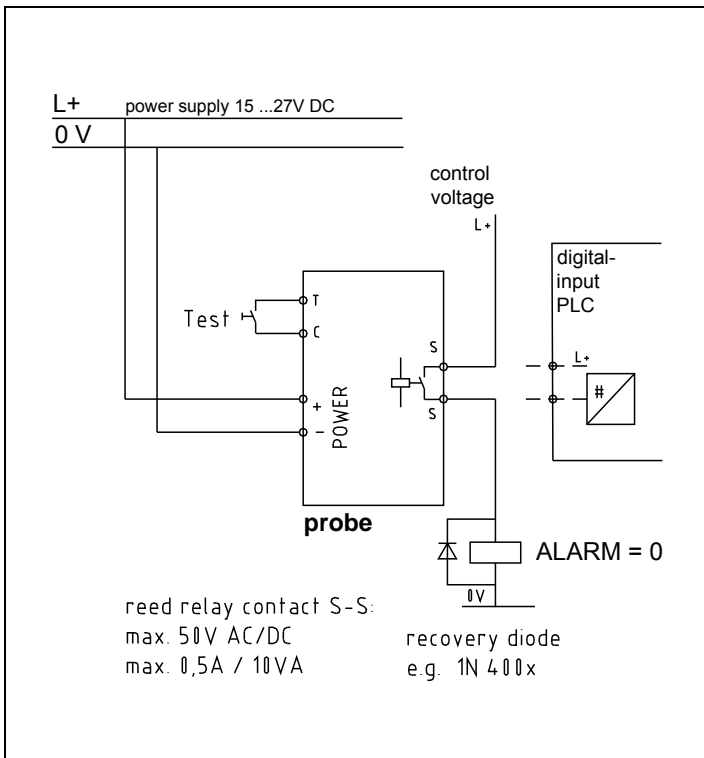 L+ power supply 15 ...27V DC
0 V
control
voltage
L+
digital-
input
PLC
T
Test
C
S
L+
#
+
S
-
POWER
probe
ALARM = 0
0V
reed relay contact S-S:
max. 50V AC/DC
max. 0,5A / 10VA
recovery diode
e.g. 1N 400x